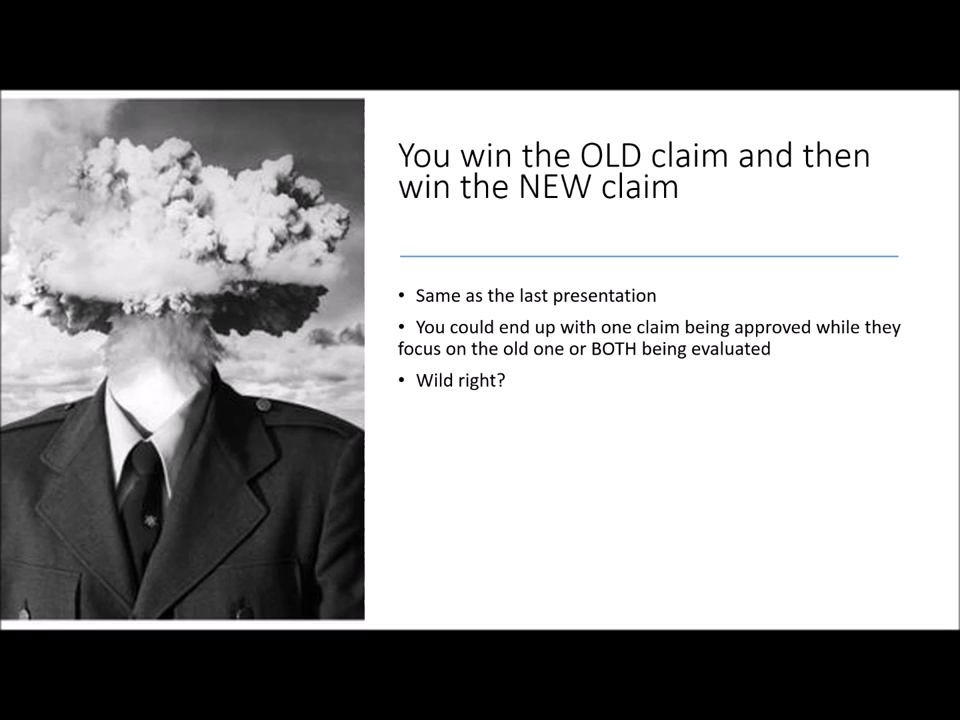 You win the OLD claim and then
win the NEW claim
• Same as the last presentation
• You could end up with one claim being approved while they
focus on the old one or BOTH being evaluated
• Wild right?